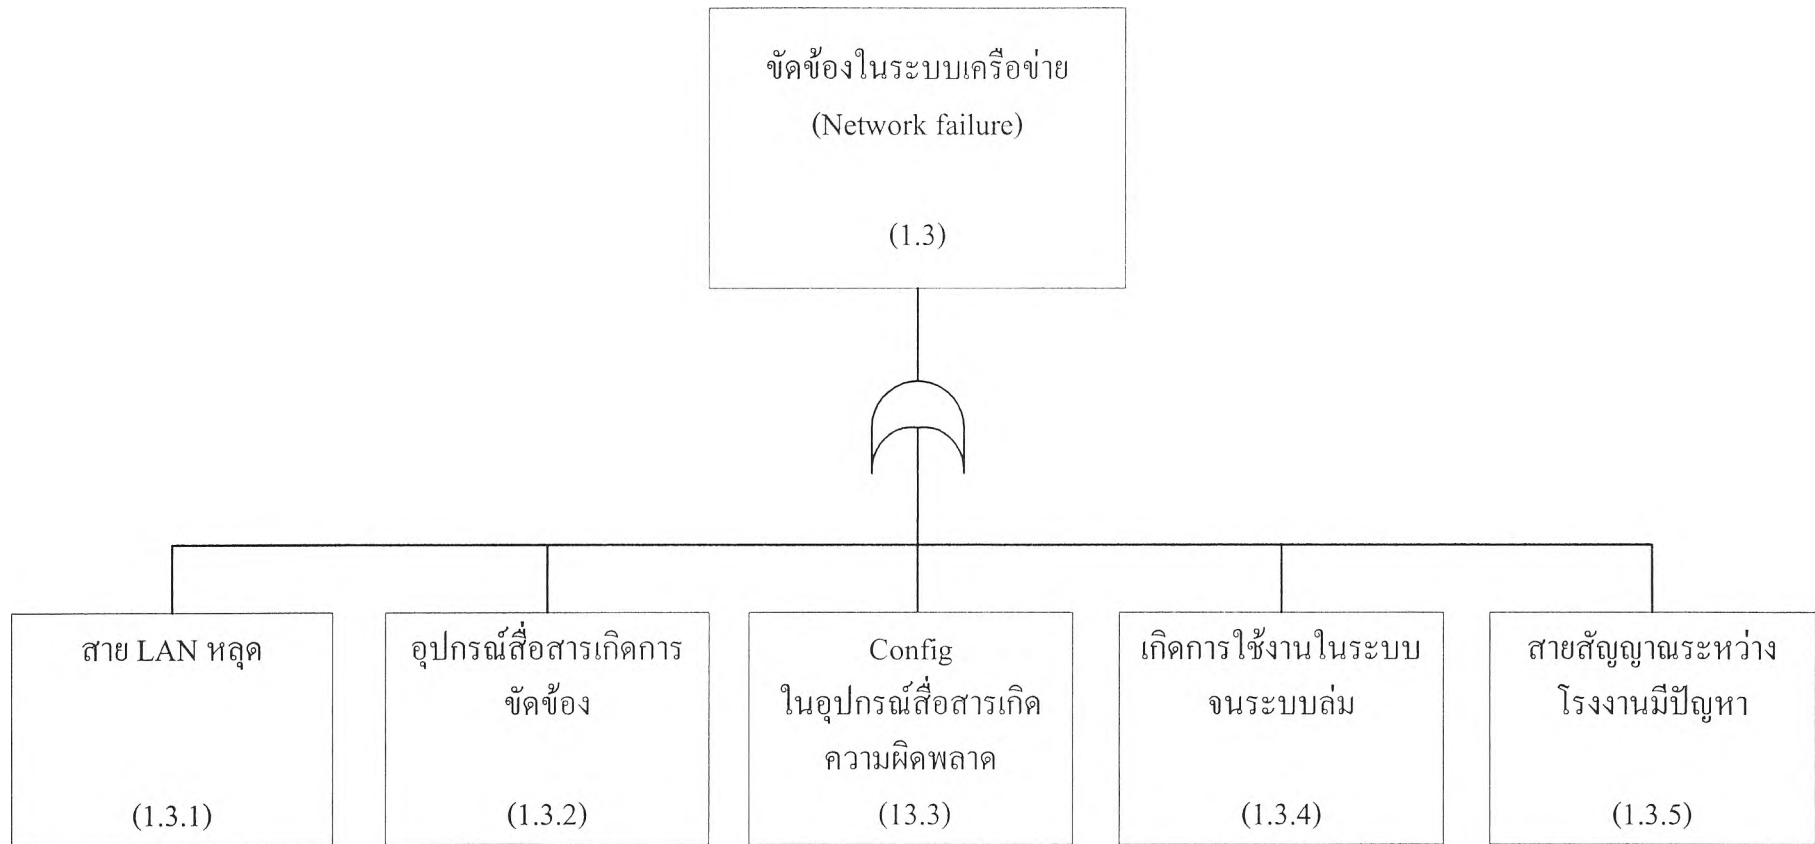 ขัดข้องในระบบเครือข่าย
(Network failure)
(1.3)
สาย LAN หลุด
(1.3.1)
อุปกรณ์สื่อสารเกิดการ
ขัดข้อง
(1.3.2)
Config
ในอุปกรณ์สื่อสารเกิด
ความผิดพลาด
(13.3)
เกิดการใช้งานในระบบ
จนระบบล่ม
(1.3.4)
สายสัญญาณระหว่าง
โรงงานมีปัญหา
(1.3.5)